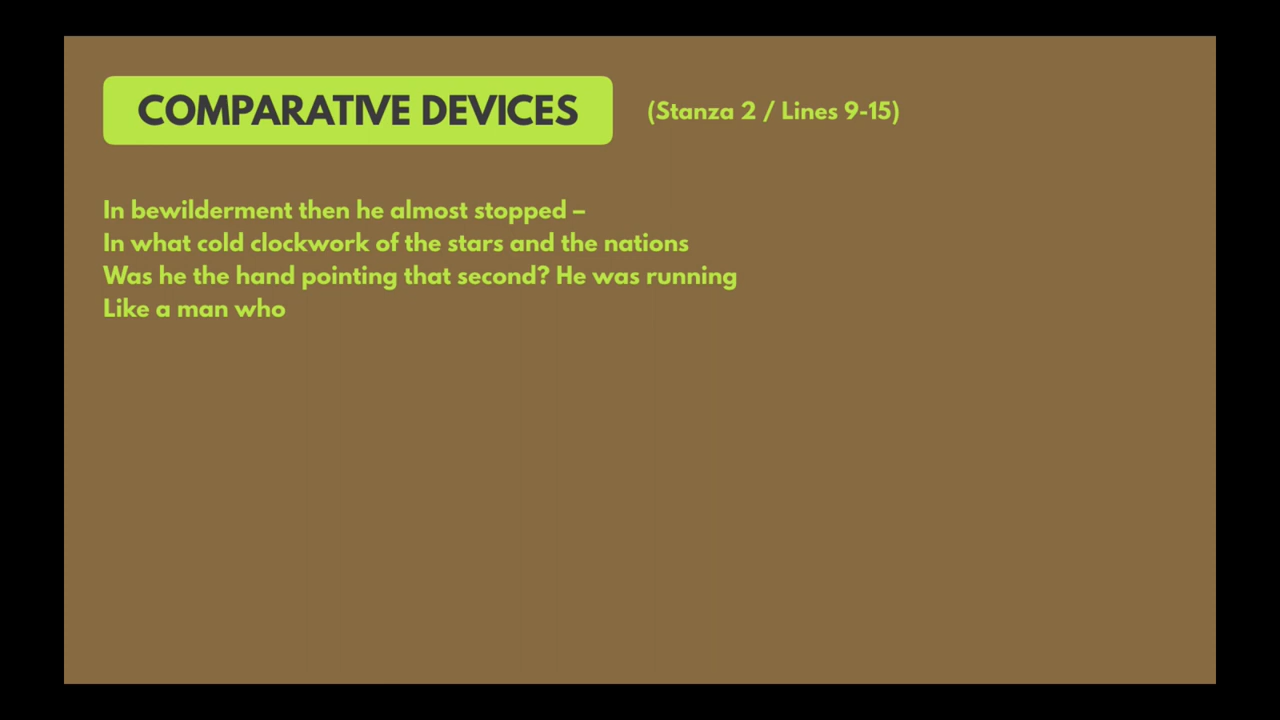 COMPARATIVE DEVICES (Stanza 2 / Lines 9-15)
In bewilderment then he almost stopped –
In what cold clockwork of the stars and the nations
Was he the hand pointing that second? He was running
Like a man who